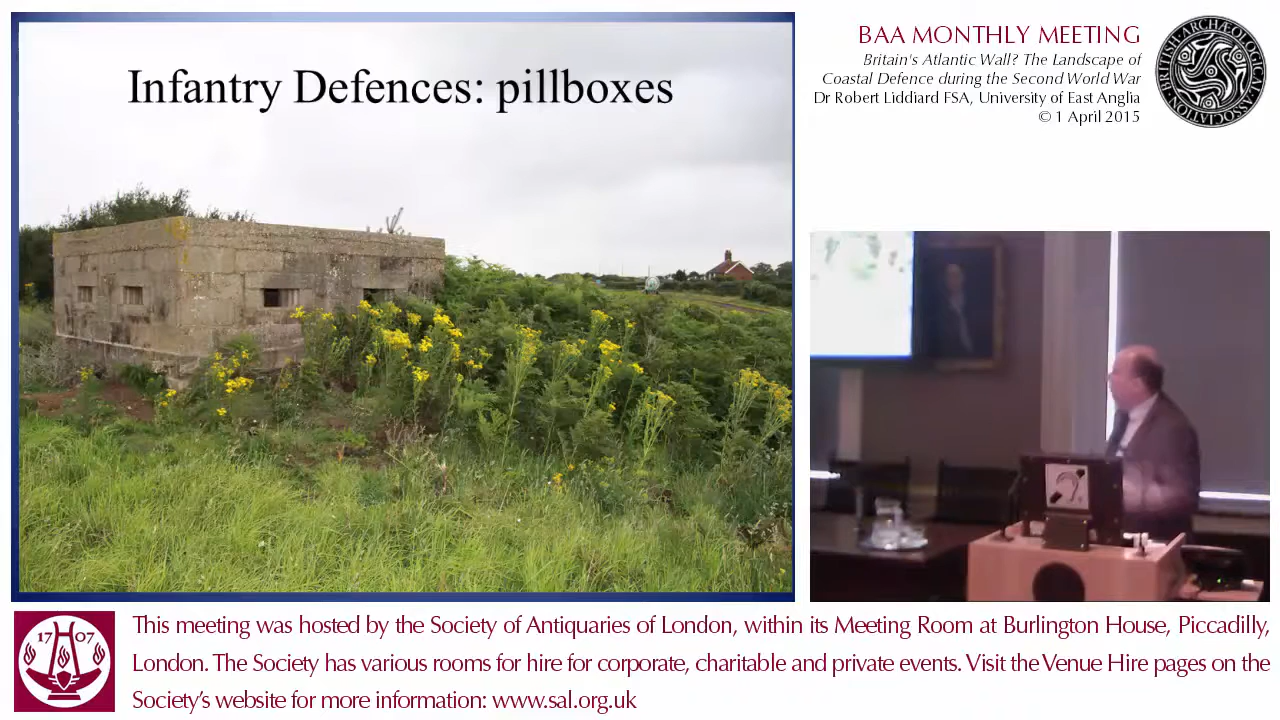 Infantry Defences: pillboxes
BAA MONTHLY MEETING
Britain's Atlantic Wall? The Landscape of
Coastal Defence during the Second World War
Dr Robert Liddiard FSA, University of East Anglia
© 1 April 2015
BRITISH · ARCHÆOLOGICAL · ASSOCIATION
17 07
This meeting was hosted by the Society of Antiquaries of London, within its Meeting Room at Burlington House, Piccadilly,
London. The Society has various rooms for hire for corporate, charitable and private events. Visit the Venue Hire pages on the
Society's website for more information: www.sal.org.uk